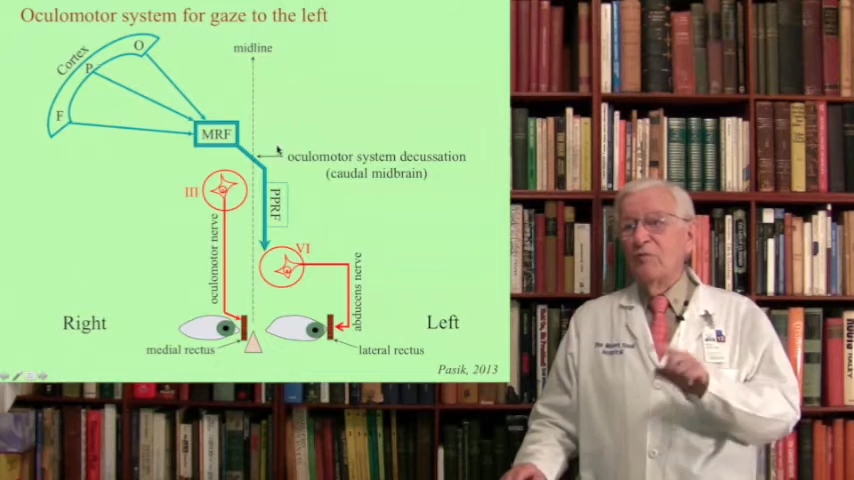 Oculomotor system for gaze to the left
midline
Cortex
O
P
F
MRF
oculomotor system decussation
(caudal midbrain)
III
PPRF
VI
oculomotor nerve
abducens nerve
Right
Left
medial rectus
lateral rectus
Pasik, 2013